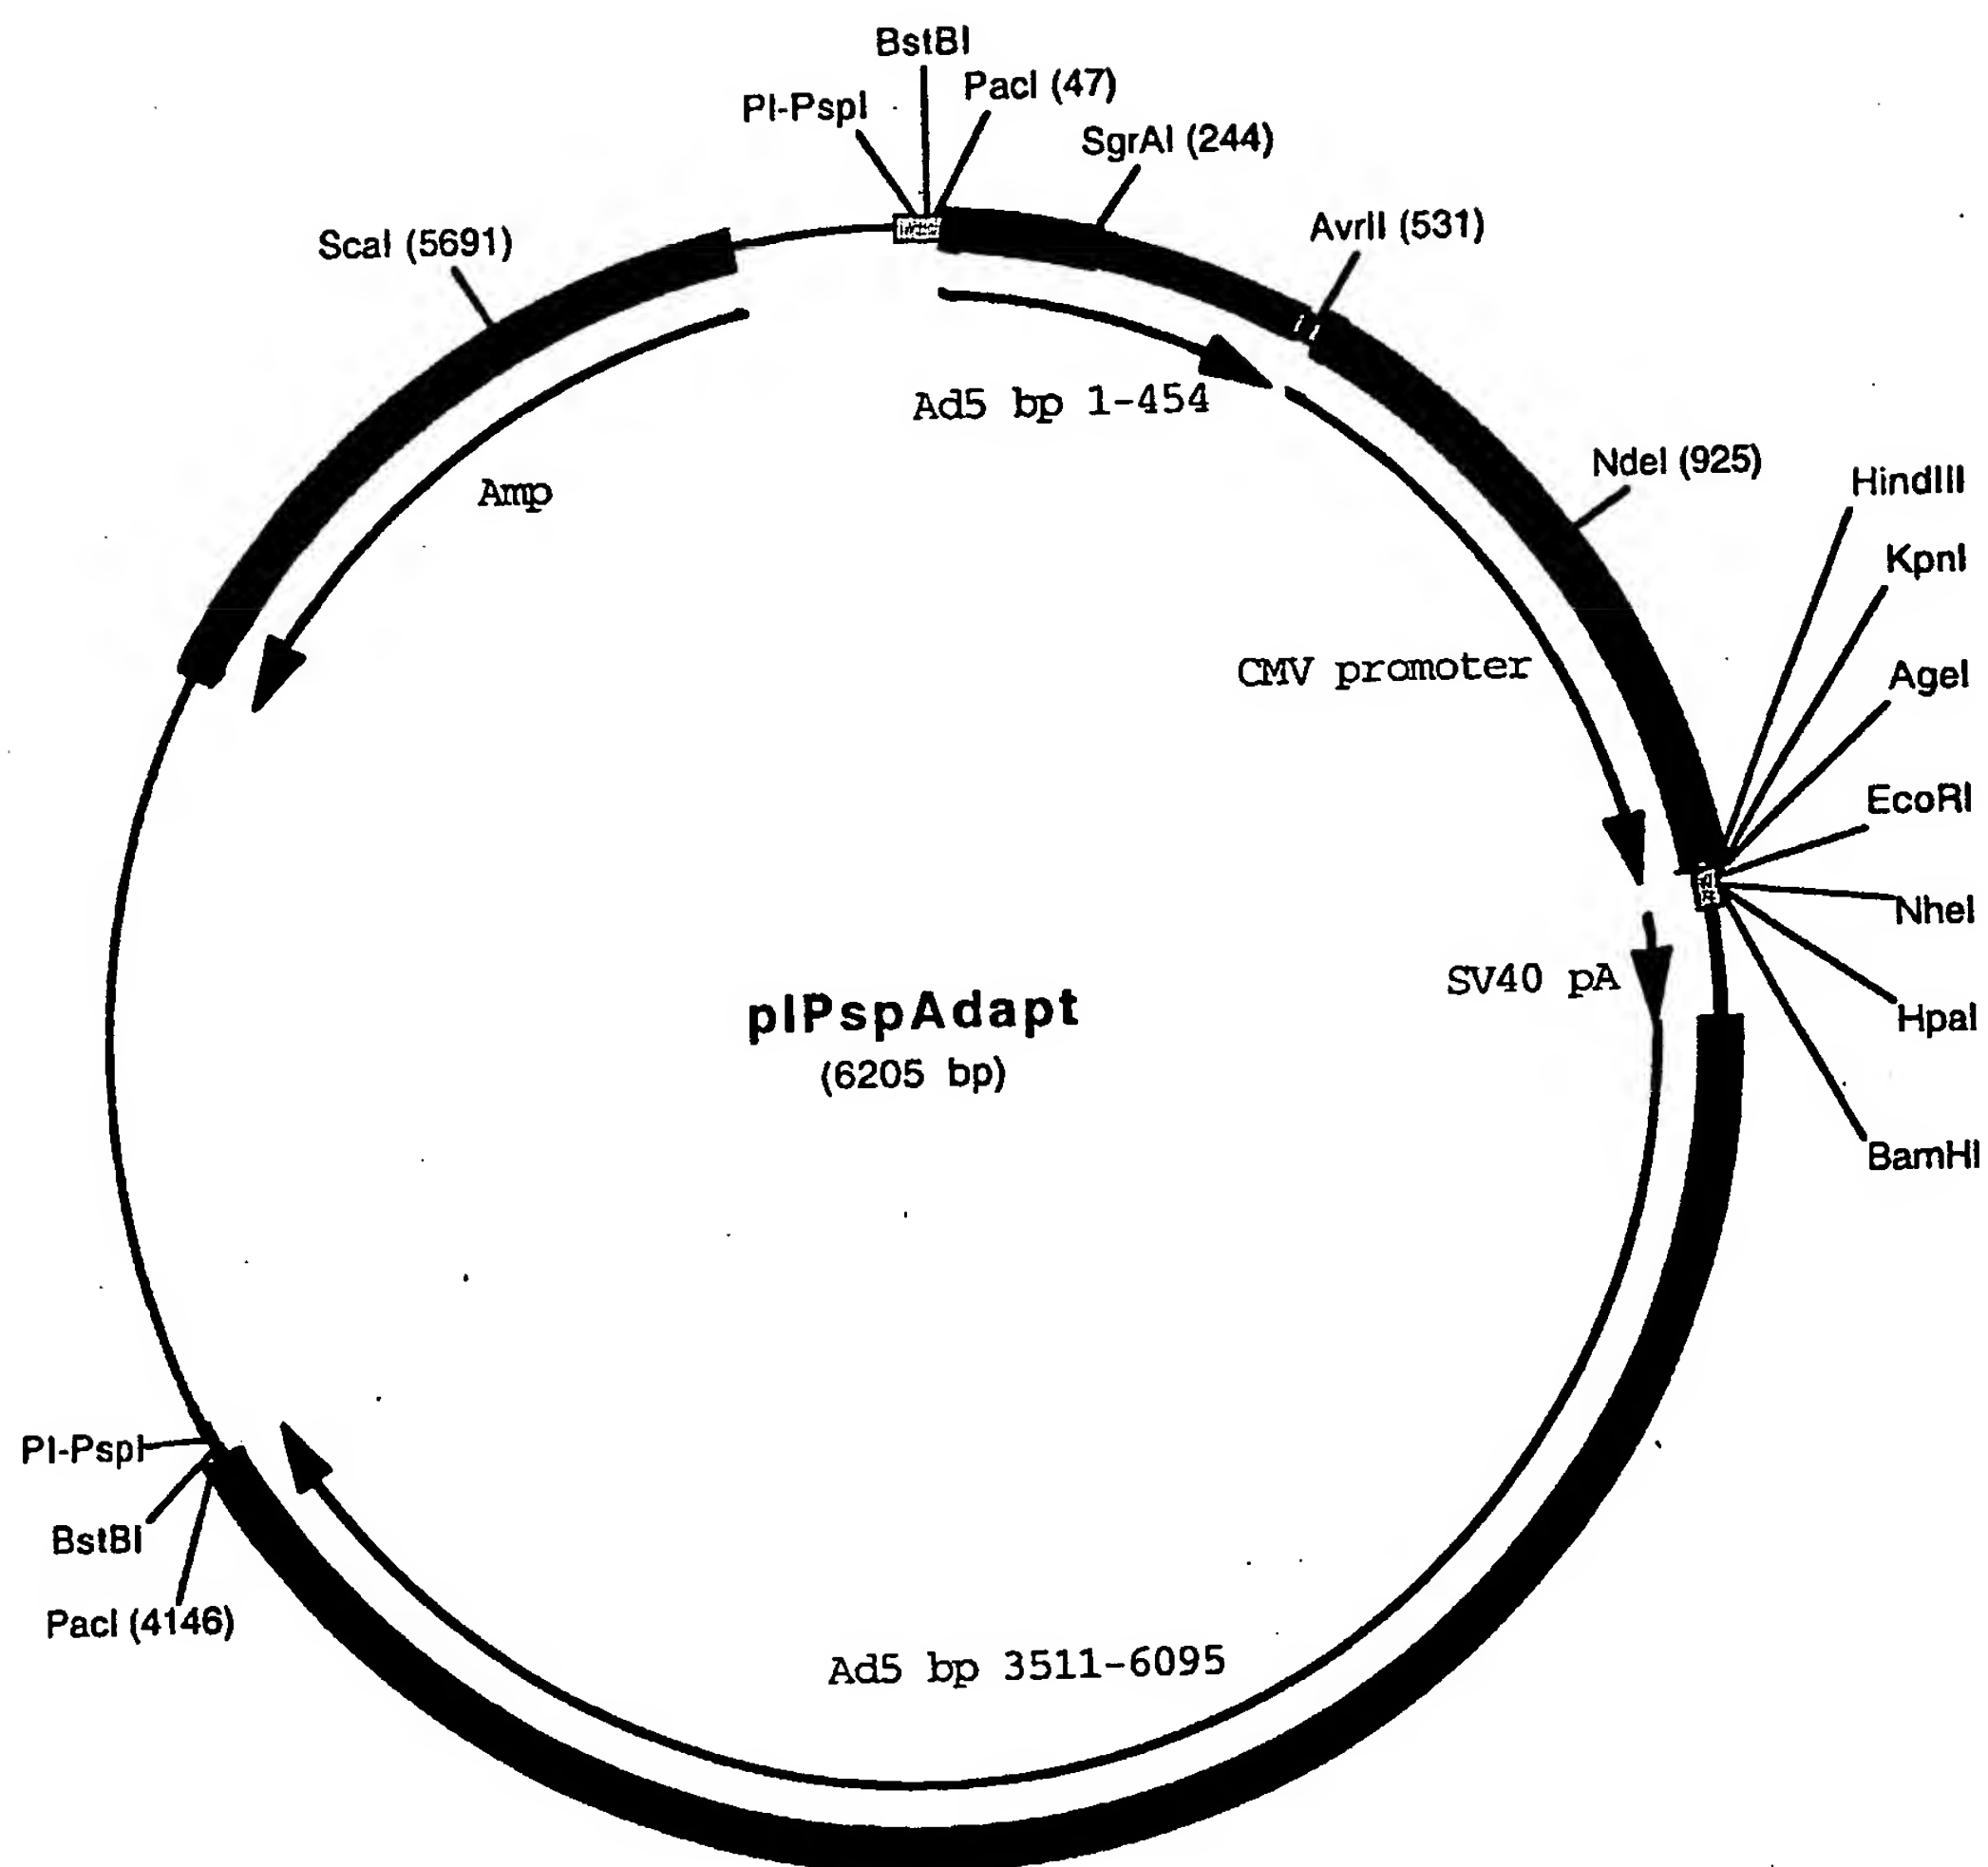 BstBI
PI-PspI
PacI (47)
SgrAI (244)
AvrII (531)
ScaI (5691)
Ad5 bp 1-454
Amp
NdeI (925)
HindIII
KpnI
AgeI
EcoRI
NheI
HpaI
BamHI
CMV promoter
SV40 pA
pIPspAdapt
(6205 bp)
PI-PspI
BstBI
PacI (4146)
Ad5 bp 3511-6095